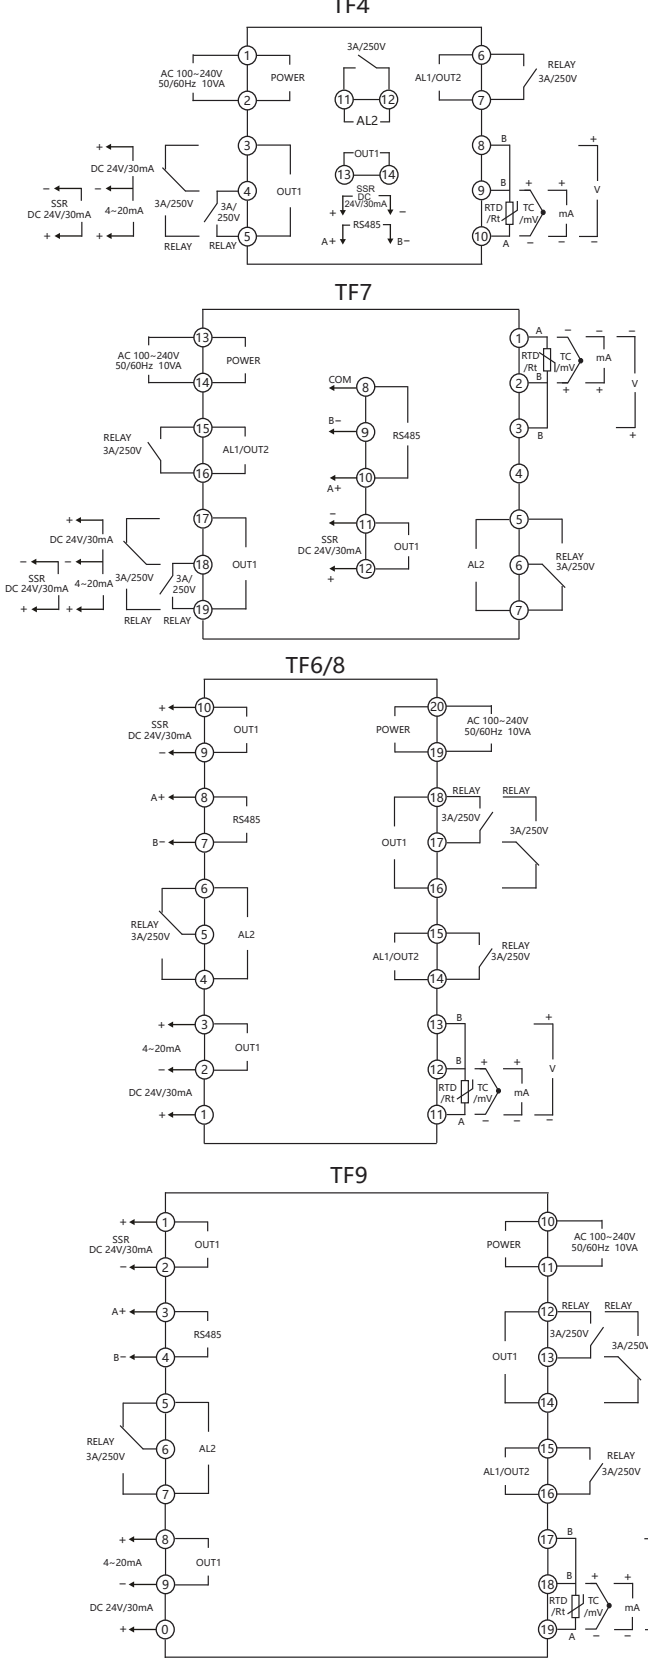 TF4
AC 100~240V
50/60Hz 10VA
1
2
POWER
3A/250V
11
12
AL2
AL1/OUT2
6
7
RELAY
3A/250V
+
DC 24V/30mA
−
−
SSR
DC 24V/30mA
4~20mA
+
+
3A/250V
RELAY
3A/
250V
RELAY
3
4
5
OUT1
OUT1
13
14
SSR
DC
24V/30mA
+
−
RS485
A+
B−
8
9
10
B
B
A
RTD
/Rt
TC
/mV
+
−
+
mA
−
+
V
−
TF7
AC 100~240V
50/60Hz 10VA
13
14
POWER
RELAY
3A/250V
15
16
AL1/OUT2
+
DC 24V/30mA
−
−
SSR
DC 24V/30mA
4~20mA
+
+
3A/250V
RELAY
3A/
250V
RELAY
17
18
19
OUT1
COM
8
B−
9
10
A+
RS485
−
11
SSR
DC 24V/30mA
12
+
OUT1
1
2
3
4
A
B
B
RTD
/Rt
TC
/mV
−
+
−
mA
+
−
V
+
5
6
7
AL2
RELAY
3A/250V
TF6/8
+
10
SSR
DC 24V/30mA
−
9
OUT1
A+
8
B−
7
RS485
6
5
4
RELAY
3A/250V
AL2
+
3
4~20mA
−
2
OUT1
DC 24V/30mA
+
1
20
19
POWER
AC 100~240V
50/60Hz 10VA
18
17
16
OUT1
RELAY
RELAY
3A/250V
3A/250V
15
14
AL1/OUT2
RELAY
3A/250V
13
12
11
B
B
A
RTD
/Rt
TC
/mV
+
−
+
mA
−
+
V
−
TF9
+
1
SSR
DC 24V/30mA
−
2
OUT1
A+
3
B−
4
RS485
5
6
7
RELAY
3A/250V
AL2
+
8
4~20mA
−
9
OUT1
DC 24V/30mA
+
0
10
11
POWER
AC 100~240V
50/60Hz 10VA
12
13
14
OUT1
RELAY
RELAY
3A/250V
3A/250V
15
16
AL1/OUT2
RELAY
3A/250V
17
18
19
B
B
A
RTD
/Rt
TC
/mV
+
−
+
mA
−